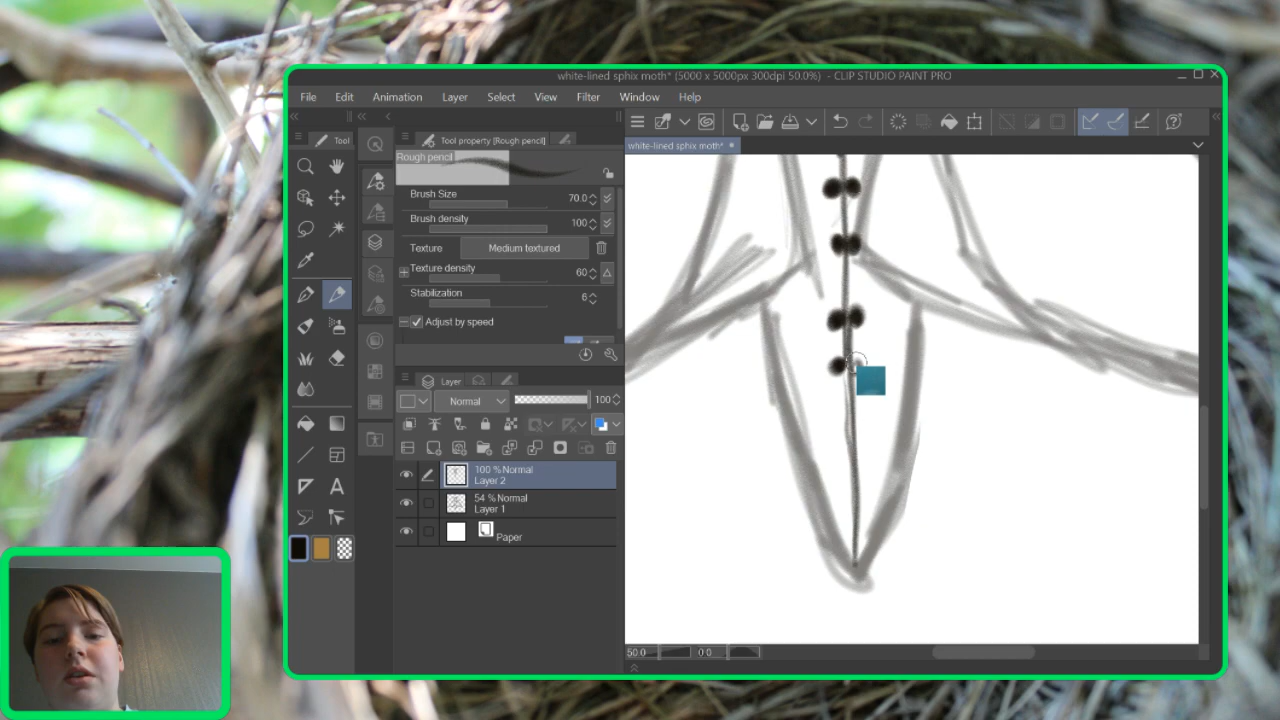 white-lined sphix moth* (5000 x 5000px 300dpi 50.0%) - CLIP STUDIO PAINT PRO
File Edit Animation Layer Select View Filter Window Help
Tool
Tool property [Rough pencil]
white-lined sphix moth*
Rough pencil
Brush Size 70.0
Brush density 100
Texture Medium textured
Texture density 60
Stabilization 6
Adjust by speed
Layer
Normal 100
100 % Normal
Layer 2
54 % Normal
Layer 1
Paper
A
50.0 0.0